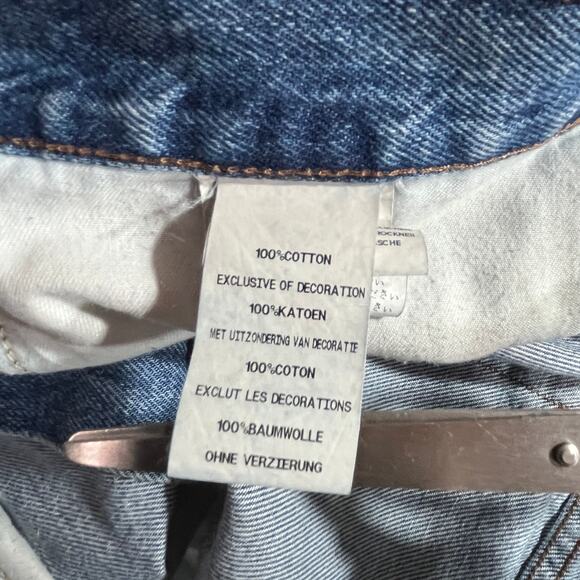 100%COTTON
EXCLUSIVE OF DECORATION
100%KATOEN
MET UITZONDERING VAN DECORATIE
100%COTON
EXCLUT LES DECORATIONS
100%BAUMWOLLE
OHNE VERZIERUNG